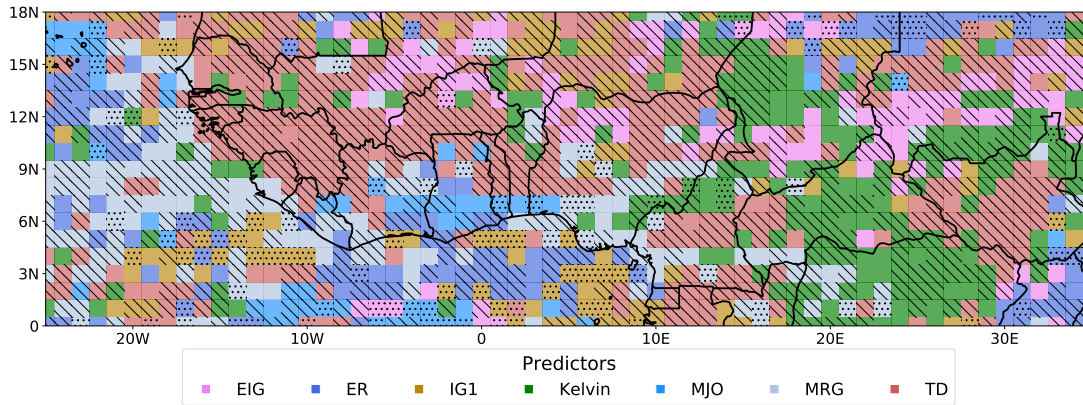 18N
15N
12N
9N
6N
3N
0
20W 10W 0 10E 20E 30E
Predictors
EIG ER IG1 Kelvin MJO MRG TD